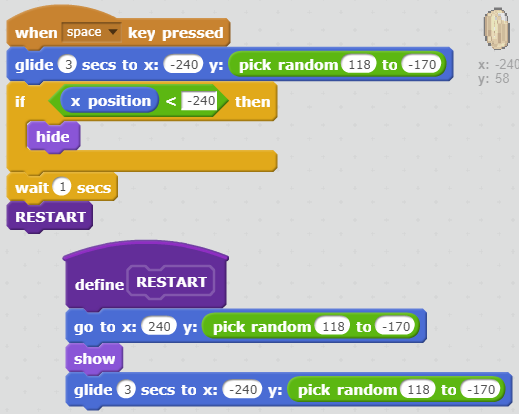 when space key pressed
glide 3 secs to x: -240 y: pick random 118 to -170
if x position < -240 then
hide
wait 1 secs
RESTART
define RESTART
go to x: 240 y: pick random 118 to -170
show
glide 3 secs to x: -240 y: pick random 118 to -170
x: -240
y: 58